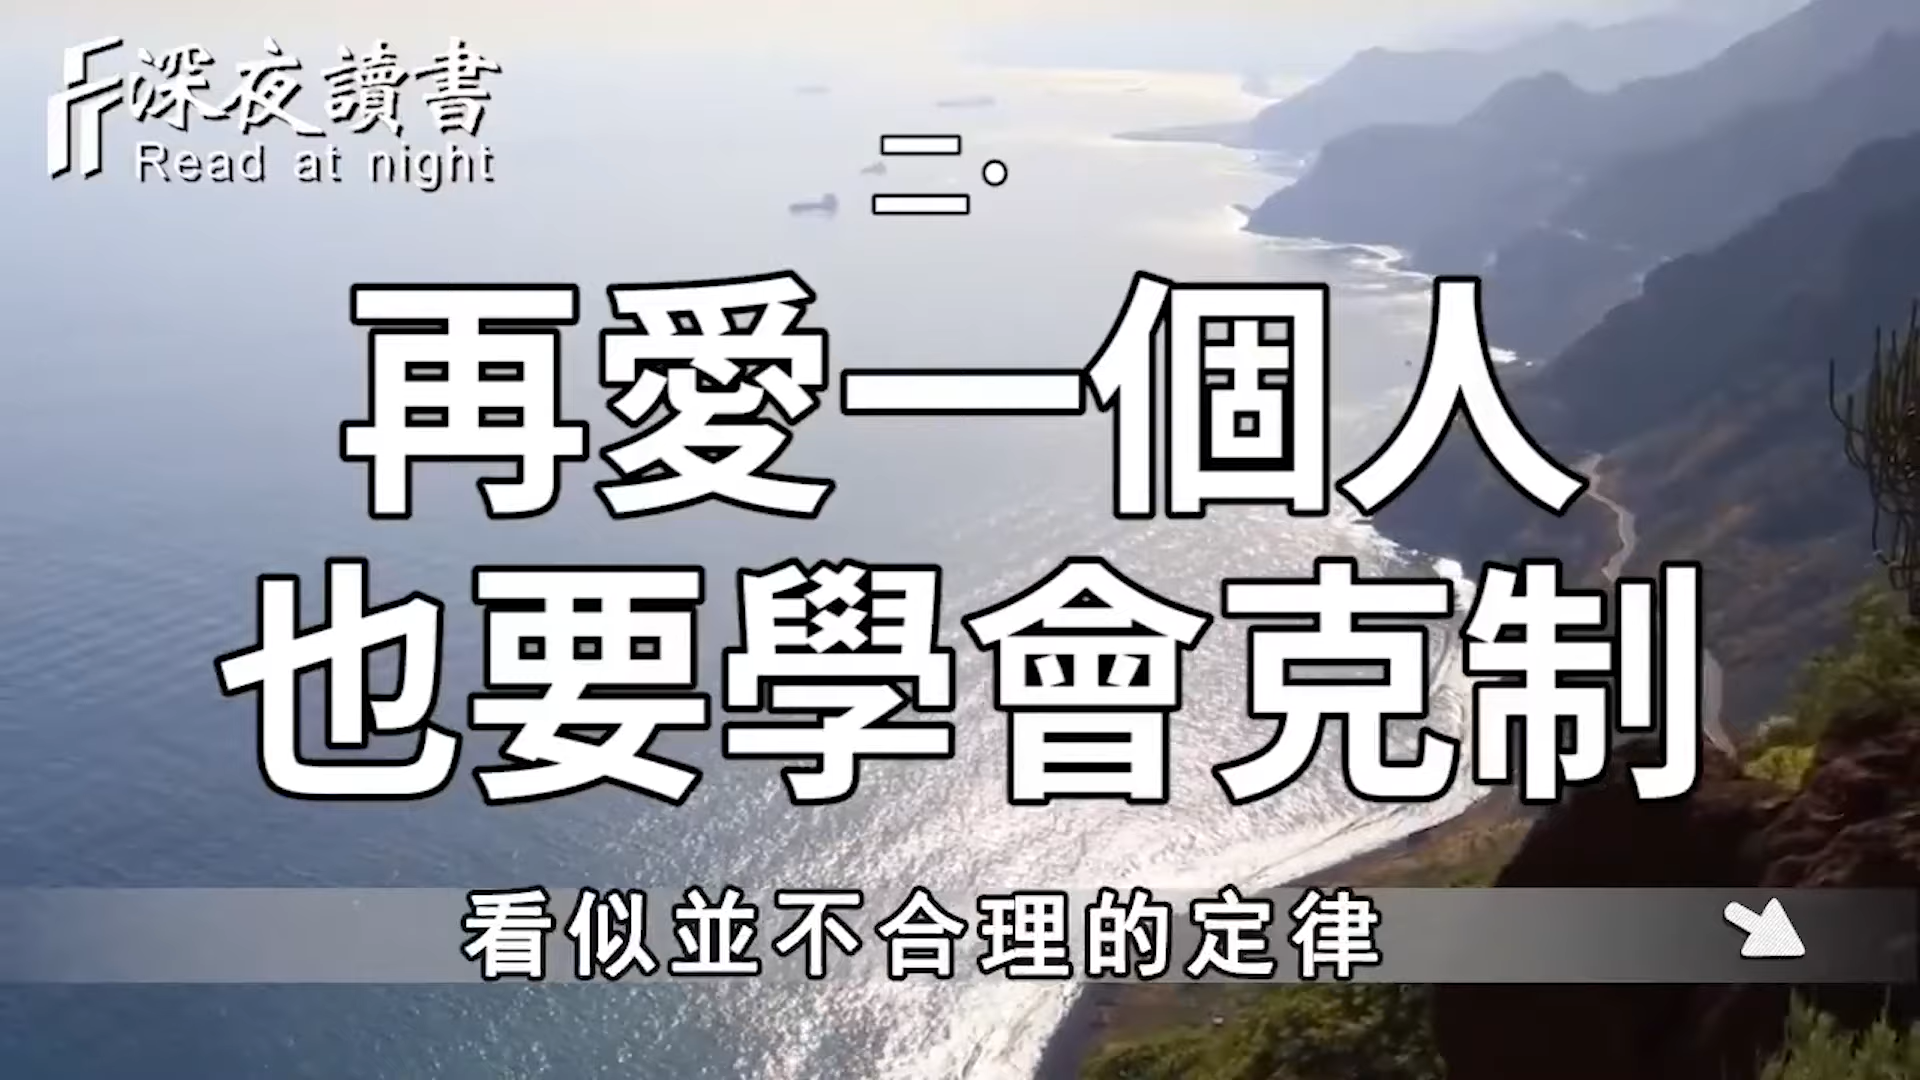 深夜讀書
Read at night
二·
再愛一個人
也要學會克制
看似並不合理的定律